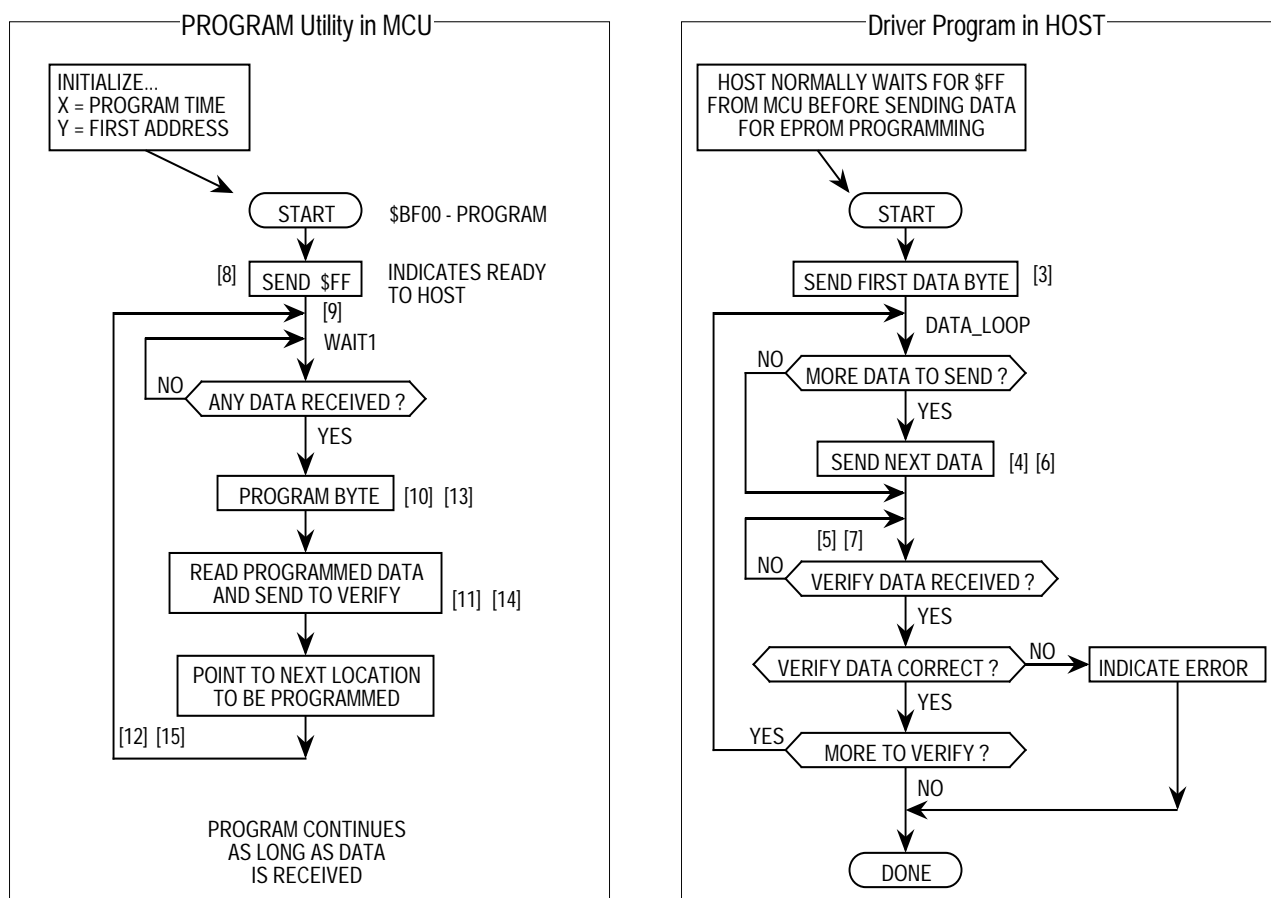 PROGRAM Utility in MCU
INITIALIZE...
X = PROGRAM TIME
Y = FIRST ADDRESS
START
$BF00 - PROGRAM
[8]
SEND $FF
INDICATES READY
TO HOST
[9]
WAIT1
NO
ANY DATA RECEIVED ?
YES
PROGRAM BYTE
[10] [13]
READ PROGRAMMED DATA
AND SEND TO VERIFY
[11] [14]
POINT TO NEXT LOCATION
TO BE PROGRAMMED
[12] [15]
PROGRAM CONTINUES
AS LONG AS DATA
IS RECEIVED
Driver Program in HOST
HOST NORMALLY WAITS FOR $FF
FROM MCU BEFORE SENDING DATA
FOR EPROM PROGRAMMING
START
SEND FIRST DATA BYTE
[3]
DATA_LOOP
NO
MORE DATA TO SEND ?
YES
SEND NEXT DATA
[4] [6]
[5] [7]
NO
VERIFY DATA RECEIVED ?
YES
VERIFY DATA CORRECT ?
NO
INDICATE ERROR
YES
YES
MORE TO VERIFY ?
NO
DONE